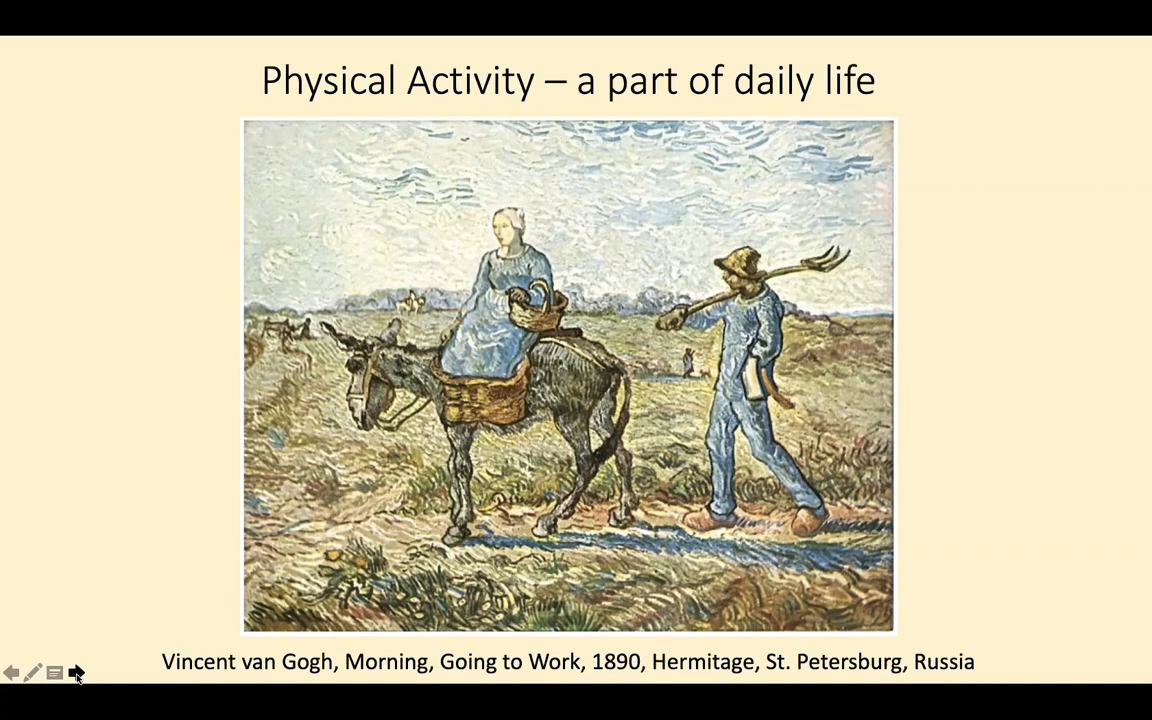 Physical Activity – a part of daily life
Vincent van Gogh, Morning, Going to Work, 1890, Hermitage, St. Petersburg, Russia